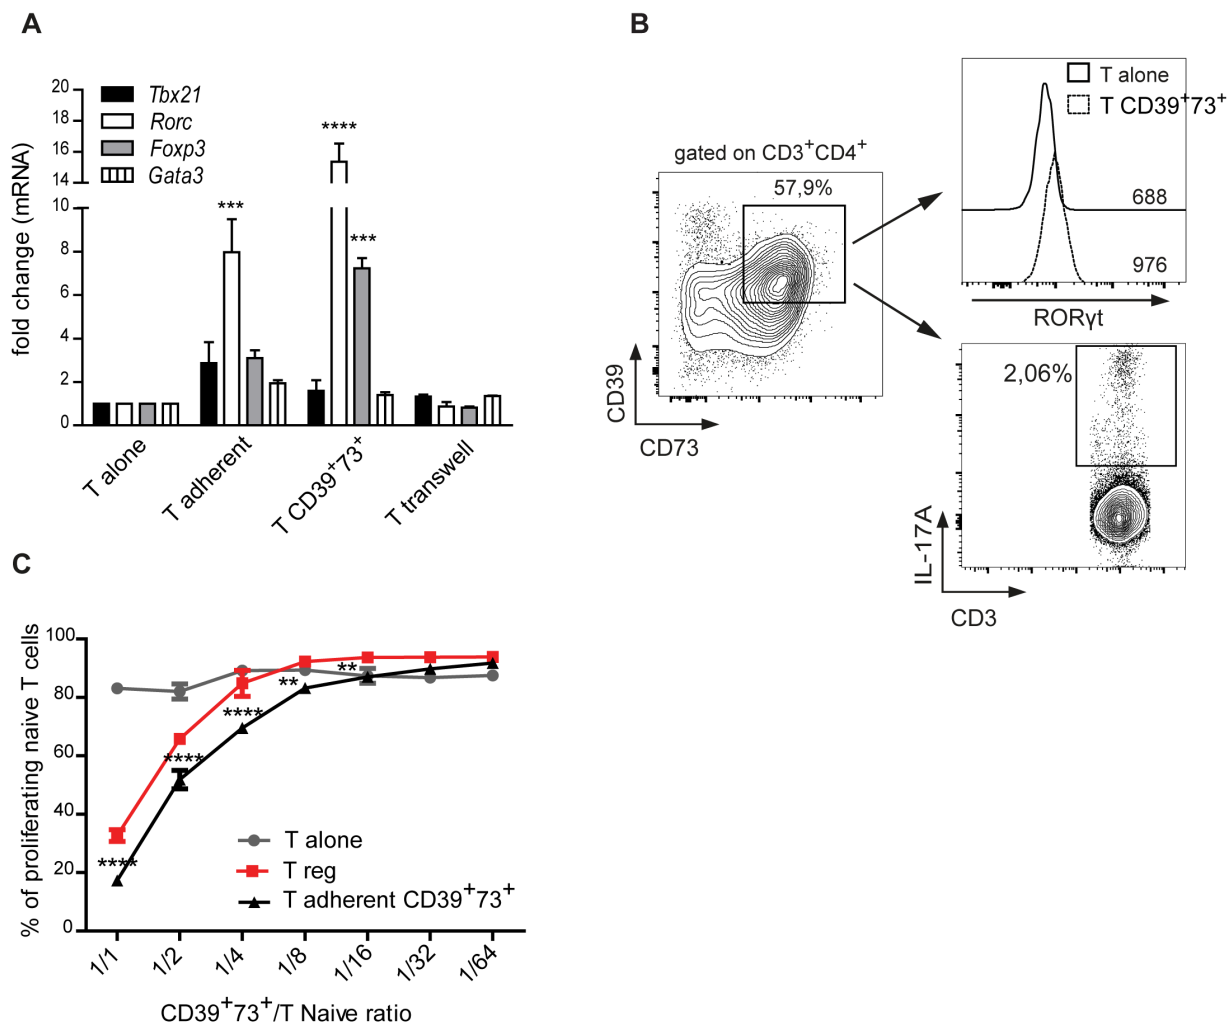 A
fold change (mRNA)
20
18
16
14
10
8
6
4
2
0
Tbx21
Rorc
Foxp3
Gata3
***
****
***
T alone
T adherent
T CD39+73+
T transwell
B
gated on CD3+CD4+
57,9%
CD39
CD73
T alone
T CD39+73+
688
976
RORγt
2,06%
IL-17A
CD3
C
% of proliferating naive T cells
100
80
60
40
20
0
****
****
****
**
**
T alone
T reg
T adherent CD39+73+
1/1
1/2
1/4
1/8
1/16
1/32
1/64
CD39+73+/T Naive ratio